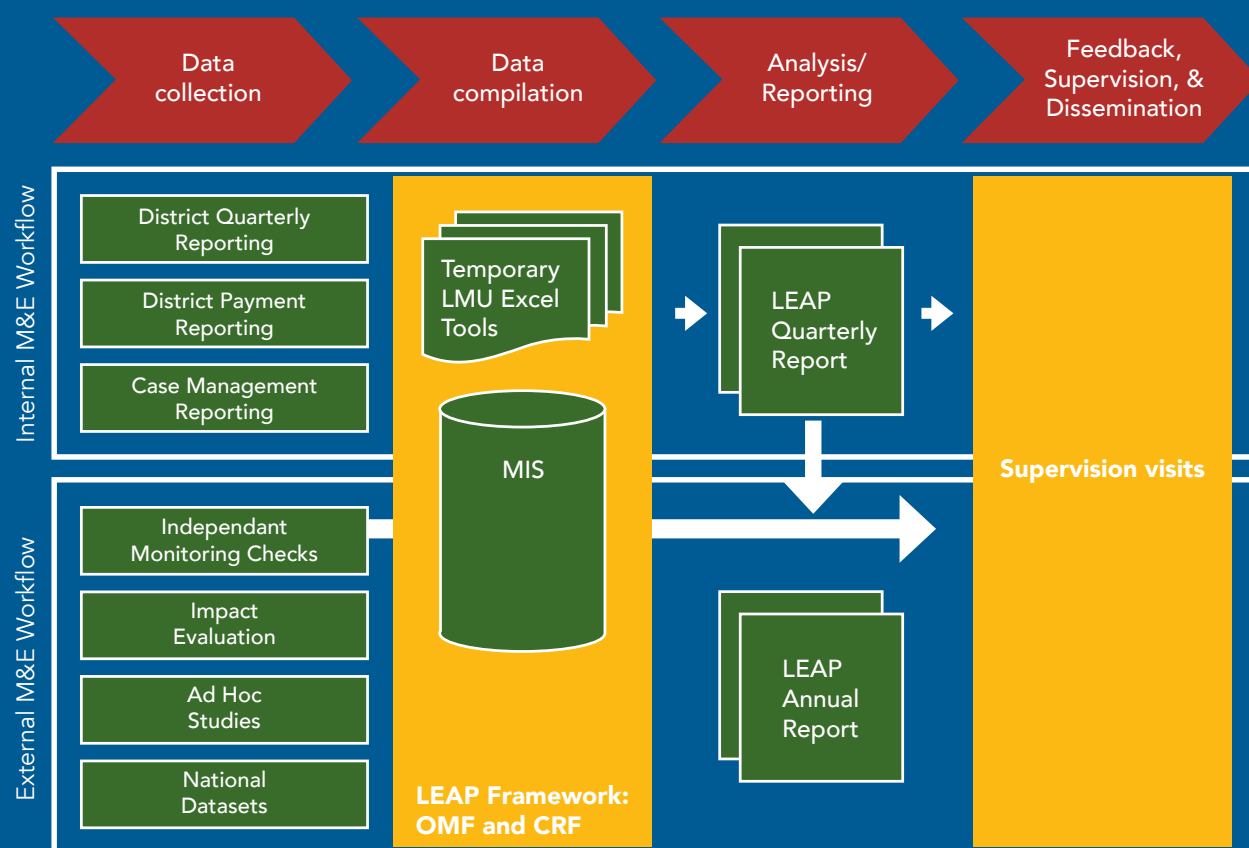 Data
collection
Data
compilation
Analysis/
Reporting
Feedback,
Supervision, &
Dissemination
Internal M&E Workflow
District Quarterly
Reporting
District Payment
Reporting
Case Management
Reporting
Temporary
LMU Excel
Tools
MIS
LEAP
Quarterly
Report
Supervision visits
External M&E Workflow
Independant
Monitoring Checks
Impact
Evaluation
Ad Hoc
Studies
National
Datasets
LEAP Framework:
OMF and CRF
LEAP
Annual
Report